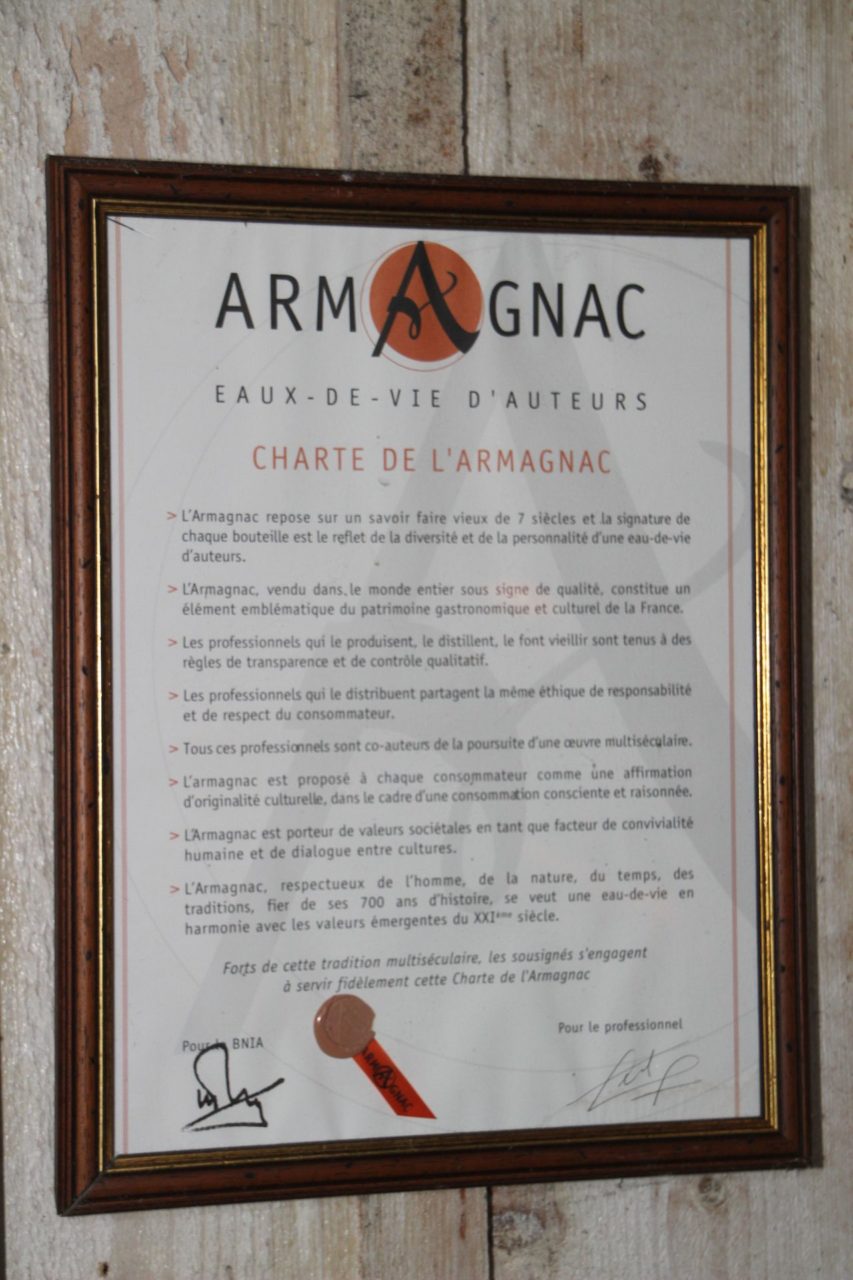 ARMAGNAC
EAUX-DE-VIE D'AUTEURS
CHARTE DE L'ARMAGNAC
> L'Armagnac repose sur un savoir faire vieux de 7 siècles et la signature de
chaque bouteille est le reflet de la diversité et de la personnalité d'une eau-de-vie
d'auteurs.
> L'Armagnac, vendu dans le monde entier sous signe de qualité, constitue un
élément emblématique du patrimoine gastronomique et culturel de la France.
> Les professionnels qui le produisent, le distillent, le font vieillir sont tenus à des
règles de transparence et de contrôle qualitatif.
> Les professionnels qui le distribuent partagent la même éthique de responsabilité
et de respect du consommateur.
> Tous ces professionnels sont co-auteurs de la poursuite d'une œuvre multiséculaire.
> L'armagnac est proposé à chaque consommateur comme une affirmation
d'originalité culturelle, dans le cadre d'une consommation consciente et raisonnée.
> L'Armagnac est porteur de valeurs sociétales en tant que facteur de convivialité
humaine et de dialogue entre cultures.
> L'Armagnac, respectueux de l'homme, de la nature, du temps, des
traditions, fier de ses 700 ans d'histoire, se veut une eau-de-vie en
harmonie avec les valeurs émergentes du XXIème siècle.
Forts de cette tradition multiséculaire, les sousignés s'engagent
à servir fidèlement cette Charte de l'Armagnac
Pour le professionnel
Pour le BNIA
ARMAGNAC